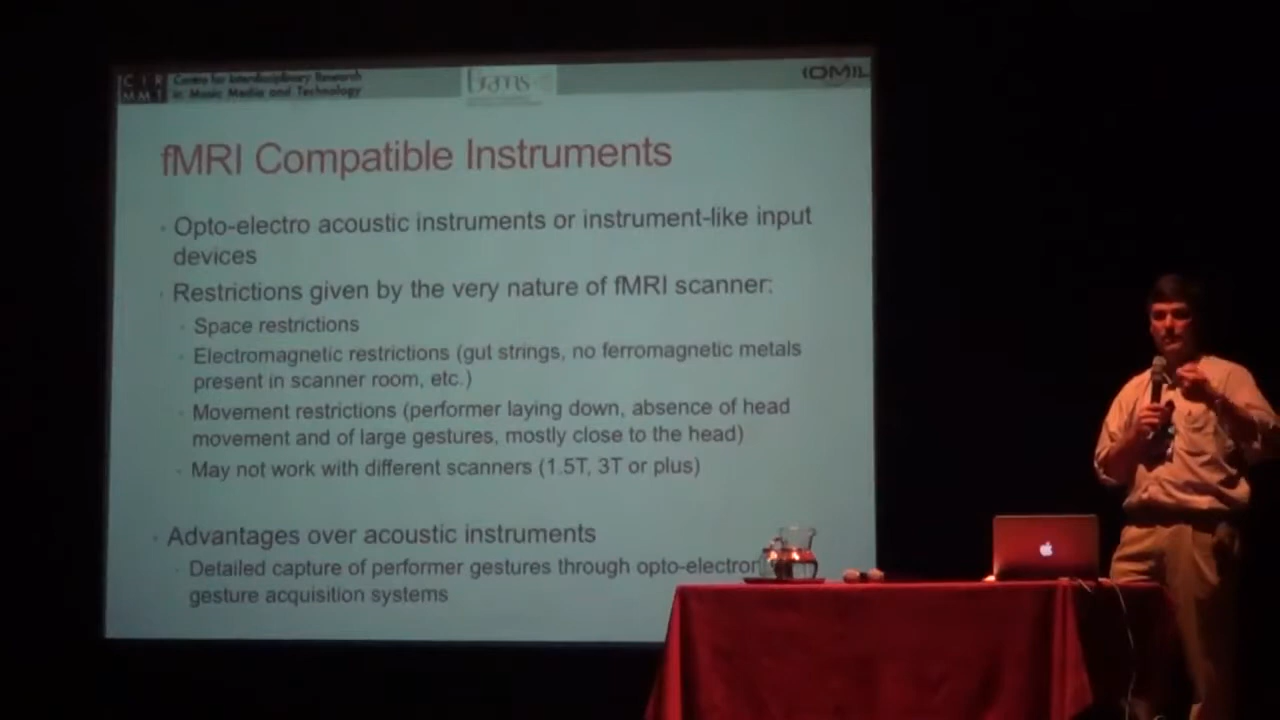 CIR
MMT
Centre for Interdisciplinary Research
in Music Media and Technology
brams
IDMIL
fMRI Compatible Instruments
Opto-electro acoustic instruments or instrument-like input
devices
Restrictions given by the very nature of fMRI scanner:
Space restrictions
Electromagnetic restrictions (gut strings, no ferromagnetic metals
present in scanner room, etc.)
Movement restrictions (performer laying down, absence of head
movement and of large gestures, mostly close to the head)
May not work with different scanners (1.5T, 3T or plus)
Advantages over acoustic instruments
Detailed capture of performer gestures through opto-electron
gesture acquisition systems